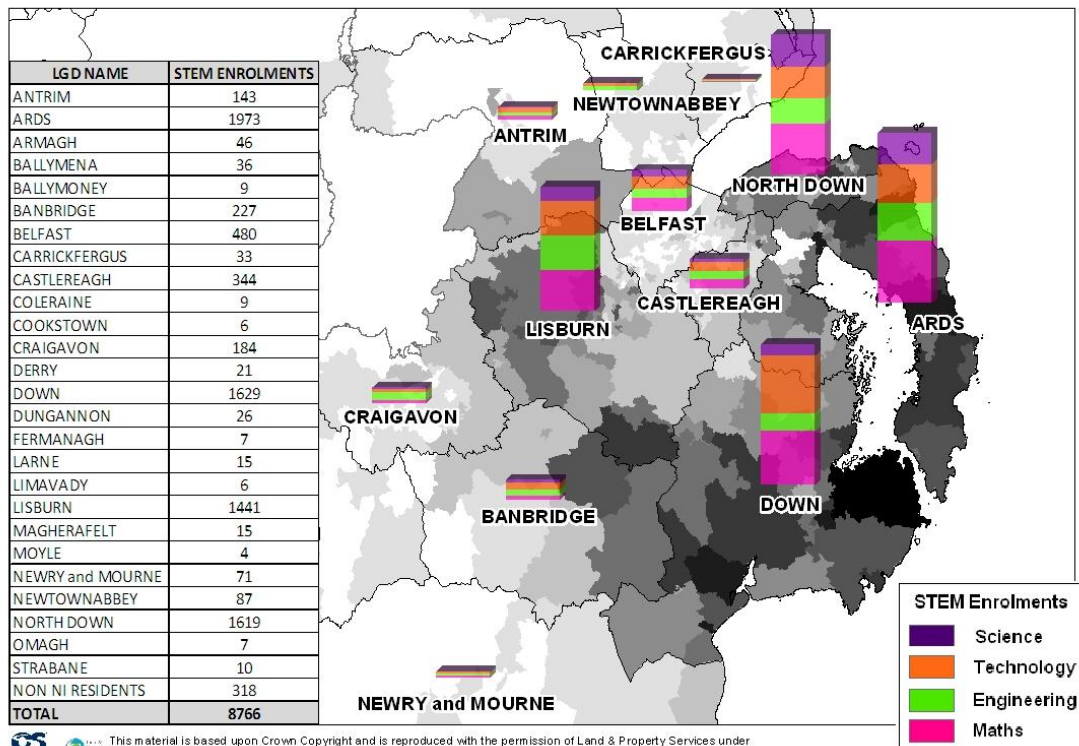 LGD NAME STEM ENROLMENTS
ANTRIM 143
ARDS 1973
ARMAGH 46
BALLYMENA 36
BALLYMONEY 9
BANBRIDGE 227
BELFAST 480
CARRICKFERGUS 33
CASTLEREAGH 344
COLERAINE 9
COOKSTOWN 6
CRAIGAVON 184
DERRY 21
DOWN 1629
DUNGANNON 26
FERMANAGH 7
LARNE 15
LIMAVADY 6
LISBURN 1441
MAGHERAFELT 15
MOYLE 4
NEWRY and MOURNE 71
NEWTOWNABBEY 87
NORTH DOWN 1619
OMAGH 7
STRABANE 10
NON NI RESIDENTS 318
TOTAL 8766
CARRICKFERGUS
NEWTOWNABBEY
ANTRIM
NORTH DOWN
BELFAST
CASTLEREAGH
LISBURN
ARDS
CRAIGAVON
BANBRIDGE
DOWN
NEWRY and MOURNE
STEM Enrolments
Science
Technology
Engineering
Maths
This material is based upon Crown Copyright and is reproduced with the permission of Land & Property Services under